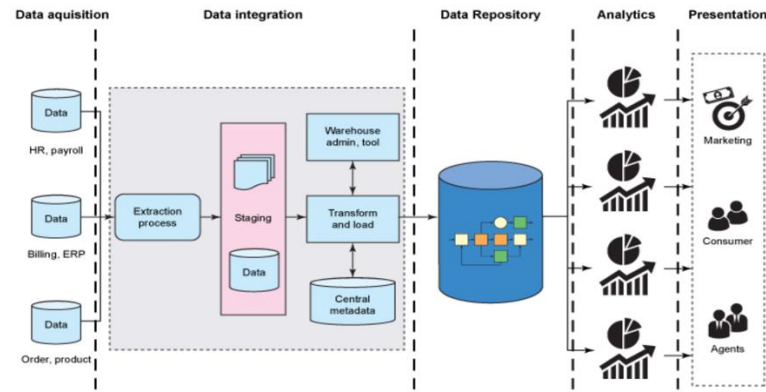 Data aquisition
Data integration
Data Repository
Analytics
Presentation
Data
HR, payroll
Data
Billing, ERP
Data
Order, product
Extraction
process
Staging
Data
Warehouse
admin, tool
Transform
and load
Central
metadata
Marketing
Consumer
Agents